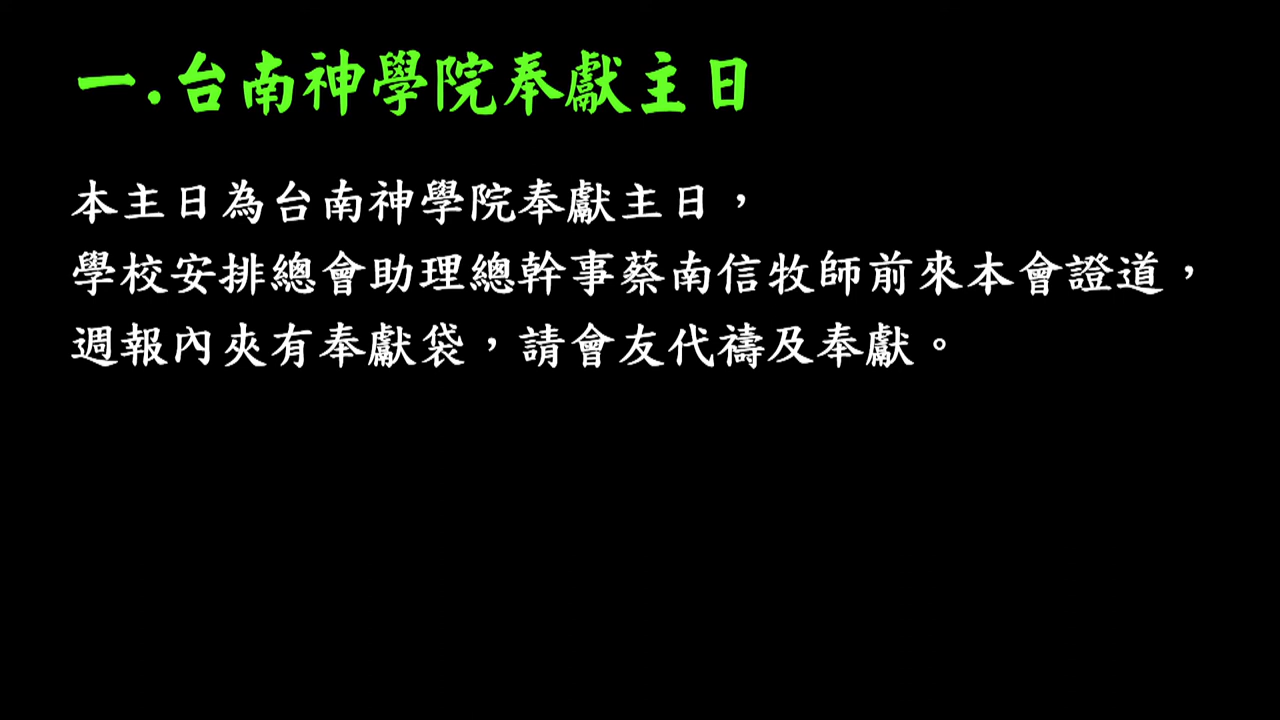 一.台南神學院奉獻主日
本主日為台南神學院奉獻主日，
學校安排總會助理總幹事蔡南信牧師前來本會證道，
週報內夾有奉獻袋，請會友代禱及奉獻。